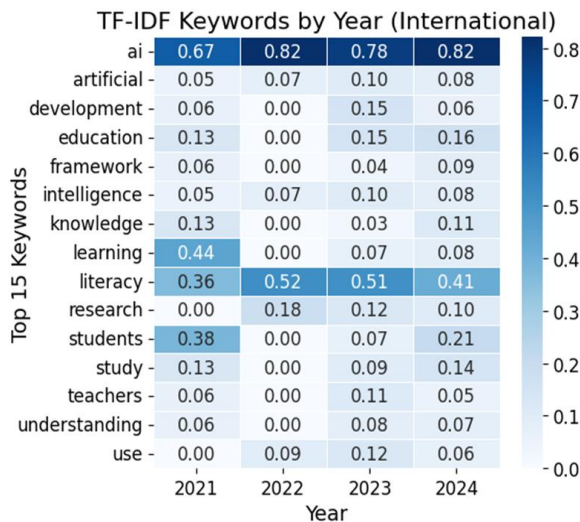 TF-IDF Keywords by Year (International)
Top 15 Keywords
ai 0.67 0.82 0.78 0.82
artificial 0.05 0.07 0.10 0.08
development 0.06 0.00 0.15 0.06
education 0.13 0.00 0.15 0.16
framework 0.06 0.00 0.04 0.09
intelligence 0.05 0.07 0.10 0.08
knowledge 0.13 0.00 0.03 0.11
learning 0.44 0.00 0.07 0.08
literacy 0.36 0.52 0.51 0.41
research 0.00 0.18 0.12 0.10
students 0.38 0.00 0.07 0.21
study 0.13 0.00 0.09 0.14
teachers 0.06 0.00 0.11 0.05
understanding 0.06 0.00 0.08 0.07
use 0.00 0.09 0.12 0.06
2021 2022 2023 2024
Year
0.8
0.7
0.6
0.5
0.4
0.3
0.2
0.1
0.0